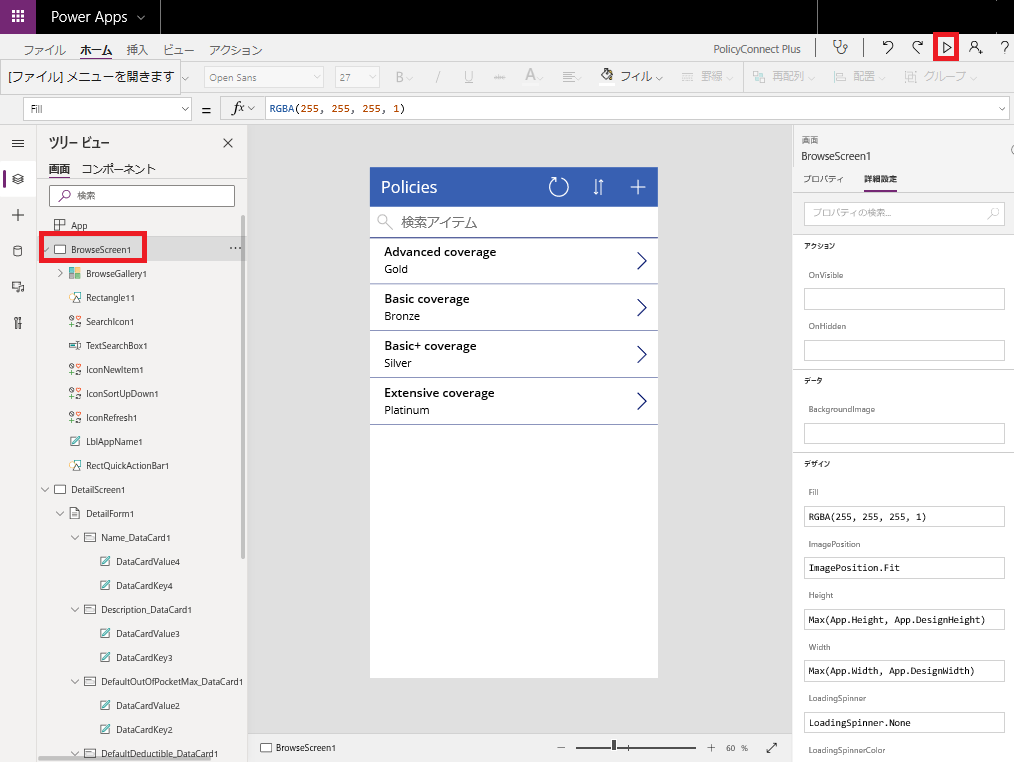 Power Apps
ファイル ホーム 挿入 ビュー アクション PolicyConnect Plus ?
[ファイル] メニューを開きます Open Sans 27 B / U abc A フィル 罫線 再配列 配置 グループ
Fill = fx RGBA(255, 255, 255, 1)
ツリー ビュー
画面 コンポーネント
検索
App
BrowseScreen1 ...
BrowseGallery1
Rectangle11
SearchIcon1
TextSearchBox1
IconNewItem1
IconSortUpDown1
IconRefresh1
LblAppName1
RectQuickActionBar1
DetailScreen1
DetailForm1
Name_DataCard1
DataCardValue4
DataCardKey4
Description_DataCard1
DataCardValue3
DataCardKey3
DefaultOutOfPocketMax_DataCard1
DataCardValue2
DataCardKey2
DefaultDeductible_DataCard1
Policies
検索アイテム
Advanced coverage
Gold
Basic coverage
Bronze
Basic+ coverage
Silver
Extensive coverage
Platinum
BrowseScreen1 60 %
画面
BrowseScreen1
プロパティ 詳細設定
プロパティの検索...
アクション
OnVisible
OnHidden
データ
BackgroundImage
デザイン
Fill
RGBA(255, 255, 255, 1)
ImagePosition
ImagePosition.Fit
Height
Max(App.Height, App.DesignHeight)
Width
Max(App.Width, App.DesignWidth)
LoadingSpinner
LoadingSpinner.None
LoadingSpinnerColor